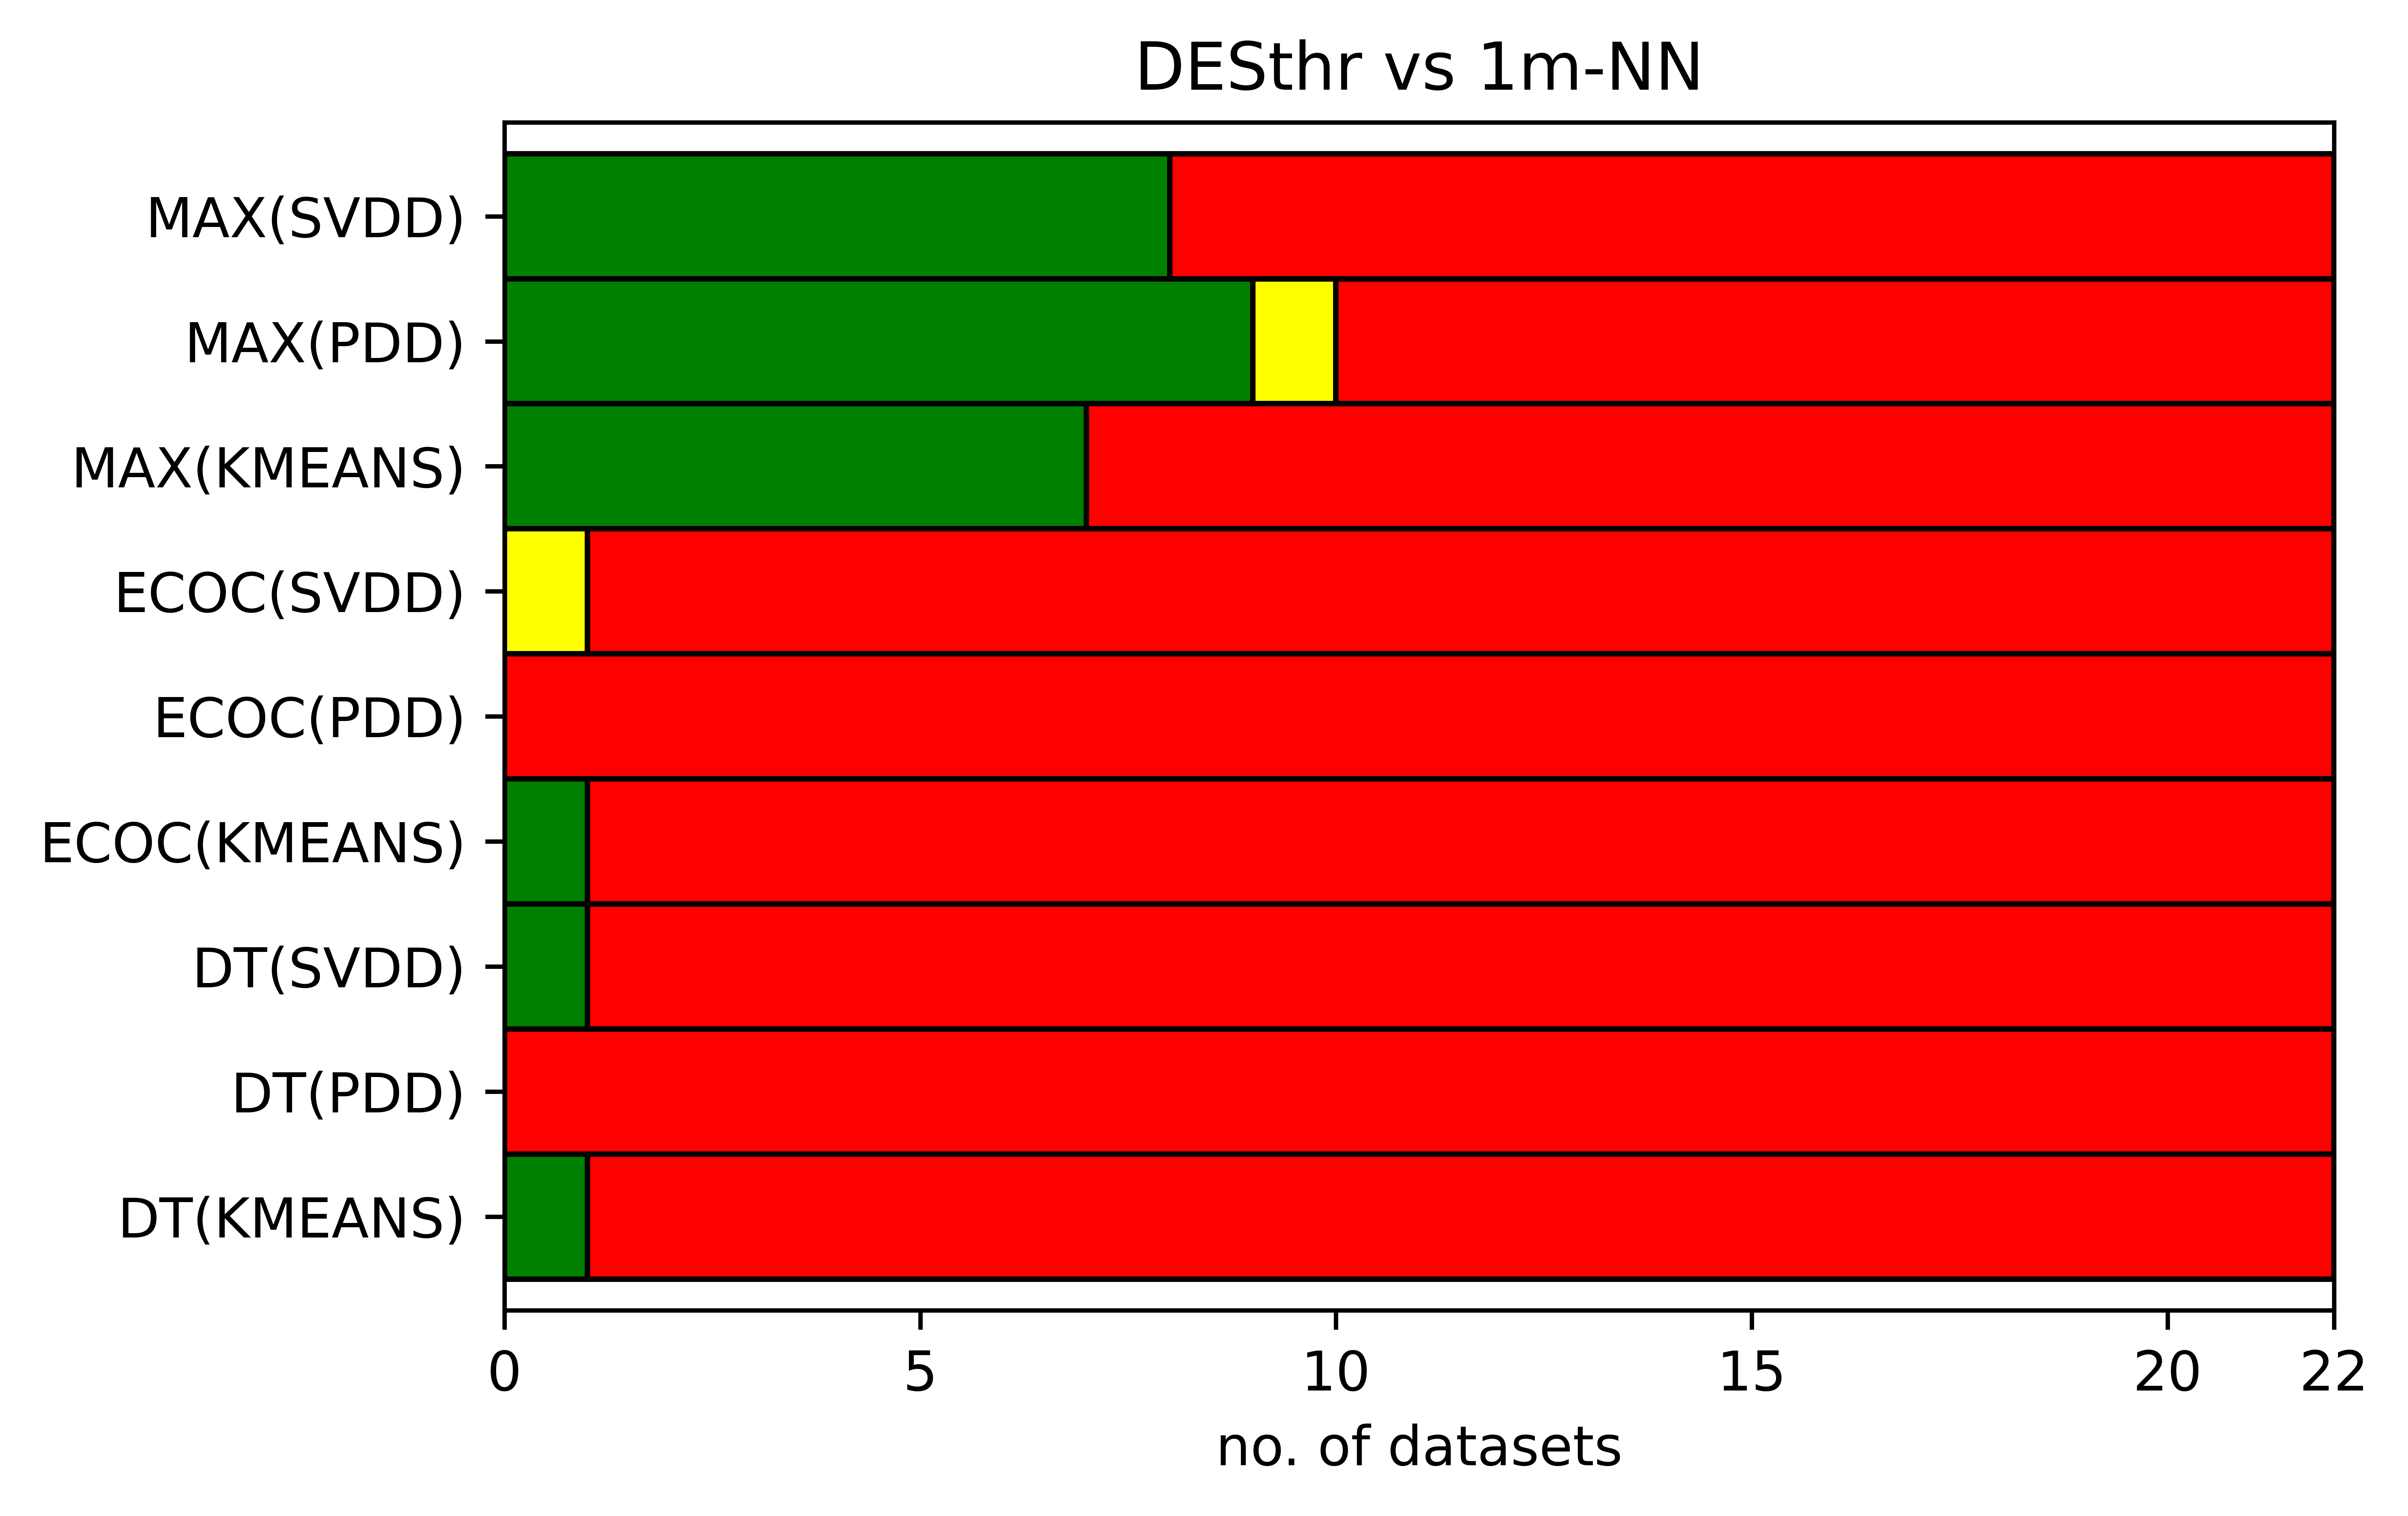 DESthr vs 1m-NN
MAX(SVDD)
MAX(PDD)
MAX(KMEANS)
ECOC(SVDD)
ECOC(PDD)
ECOC(KMEANS)
DT(SVDD)
DT(PDD)
DT(KMEANS)
0 5 10 15 20 22
no. of datasets